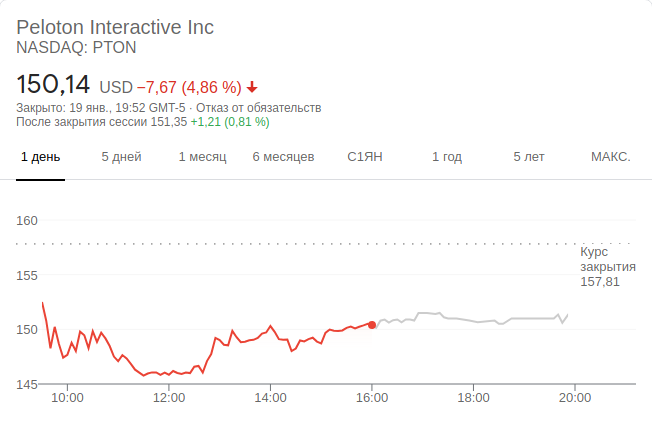 Peloton Interactive Inc
NASDAQ: PTON
150,14 USD −7,67 (4,86 %)
Закрыто: 19 янв., 19:52 GMT-5 · Отказ от обязательств
После закрытия сессии 151,35 +1,21 (0,81 %)
1 день 5 дней 1 месяц 6 месяцев С1ЯН 1 год 5 лет МАКС.
160
Курс
закрытия
157,81
155
150
145
10:00 12:00 14:00 16:00 18:00 20:00